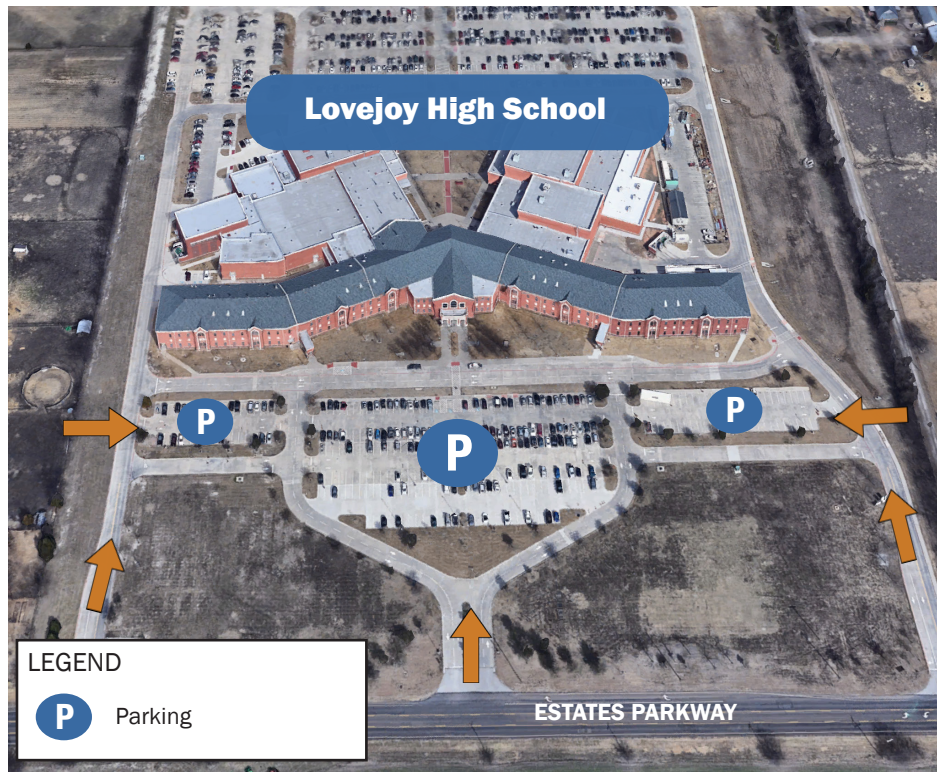 Lovejoy High School
P
P
P
ESTATES PARKWAY
LEGEND
P Parking